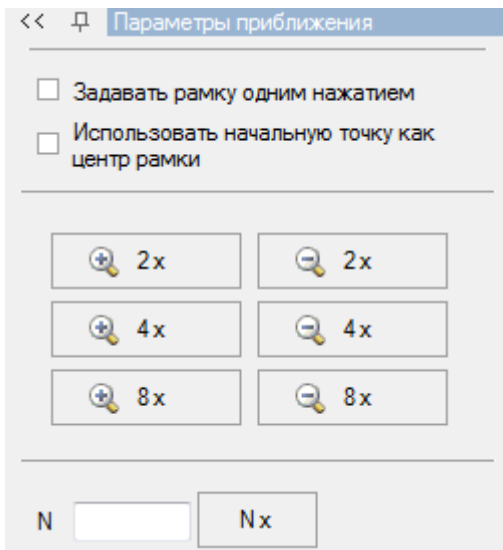 << Параметры приближения
Задавать рамку одним нажатием
Использовать начальную точку как
центр рамки
2x 2x
4x 4x
8x 8x
N Nx